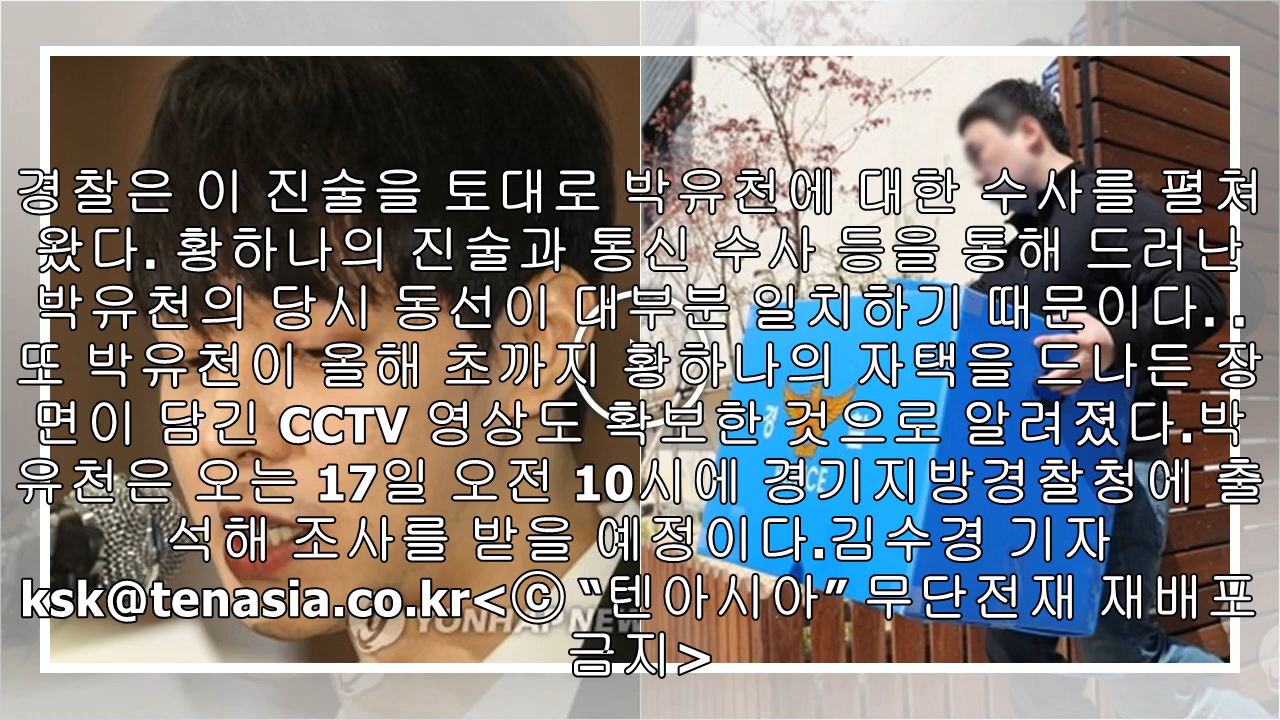 경찰은 이 진술을 토대로 박유천에 대한 수사를 펼쳐
왔다. 황하나의 진술과 통신 수사 등을 통해 드러난
박유천의 당시 동선이 대부분 일치하기 때문이다. .
또 박유천이 올해 초까지 황하나의 자택을 드나든 장
면이 담긴 CCTV 영상도 확보한 것으로 알려졌다.박
유천은 오는 17일 오전 10시에 경기지방경찰청에 출
석해 조사를 받을 예정이다.김수경 기자
ksk@tenasia.co.kr<ⓒ “텐아시아” 무단전재 재배포
금지>
YONHAP NEW